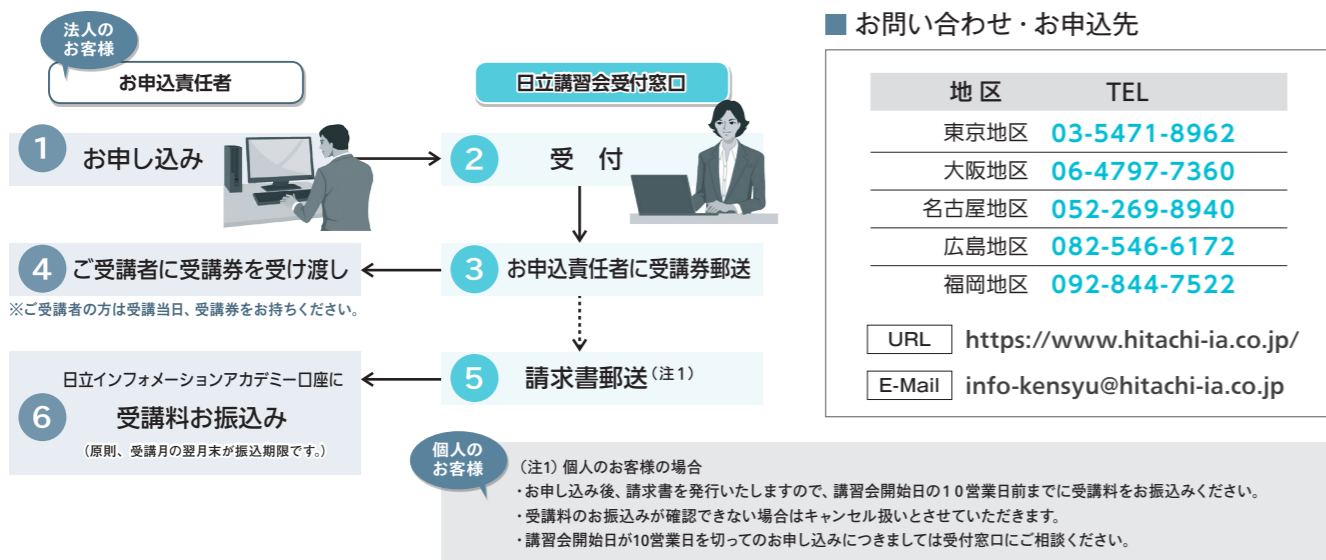 法人の
お客様
お申込責任者
日立講習会受付窓口
1 お申し込み
2 受 付
3 お申込責任者に受講券郵送
4 ご受講者に受講券を受け渡し
※ご受講者の方は受講当日、受講券をお持ちください。
5 請求書郵送(注1)
6 日立インフォメーションアカデミー口座に
受講料お振込み
(原則、受講月の翌月末が振込期限です。)
個人の
お客様
(注1) 個人のお客様の場合
・お申し込み後、請求書を発行いたしますので、講習会開始日の10営業日前までに受講料をお振込みください。
・受講料のお振込みが確認できない場合はキャンセル扱いとさせていただきます。
・講習会開始日が10営業日を切ってのお申し込みにつきましては受付窓口にご相談ください。
■ お問い合わせ・お申込先
地 区 TEL
東京地区 03-5471-8962
大阪地区 06-4797-7360
名古屋地区 052-269-8940
広島地区 082-546-6172
福岡地区 092-844-7522
URL https://www.hitachi-ia.co.jp/
E-Mail info-kensyu@hitachi-ia.co.jp